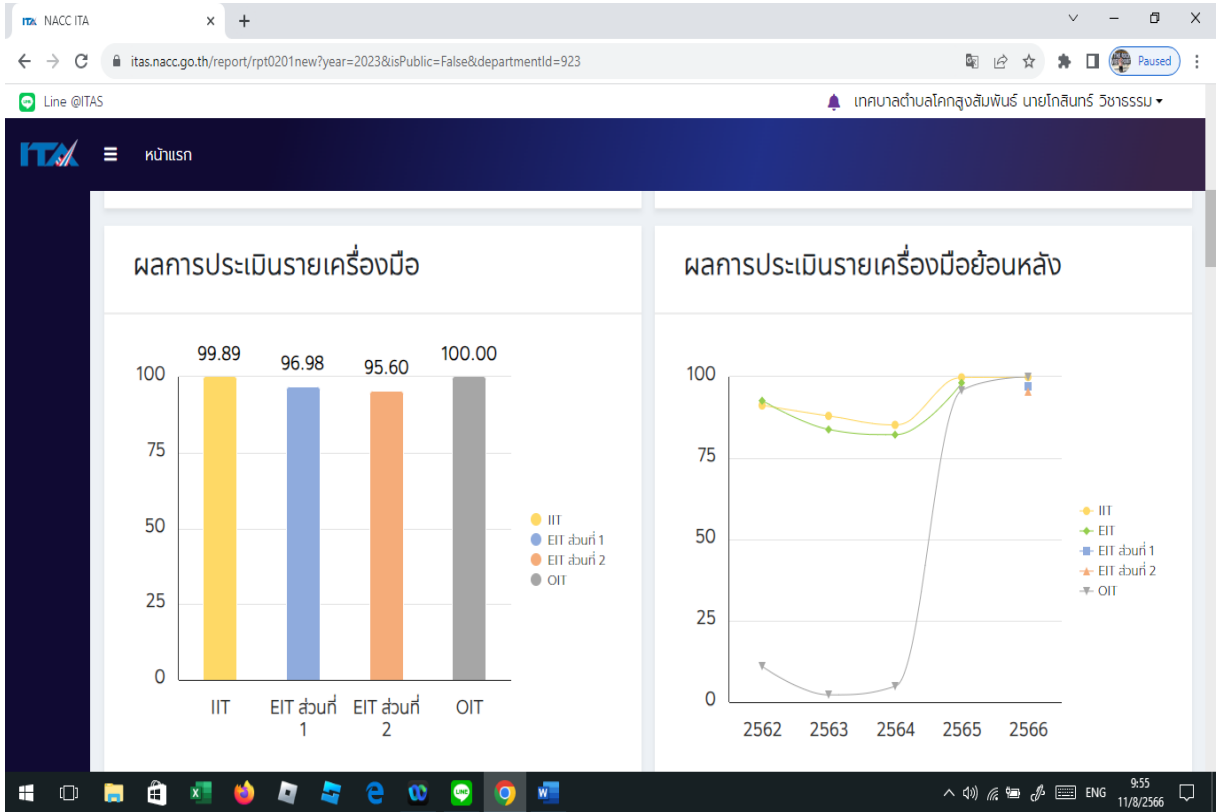 ITA NACC ITA
itas.nacc.go.th/report/rpt0201new?year=2023&isPublic=False&departmentId=923
Paused
Line @ITAS
เทศบาลตำบลโคกสูงสัมพันธ์ นายโกสินทร์ วิชาธรรม
ITA
หน้าแรก
ผลการประเมินรายเครื่องมือ
99.89
96.98
95.60
100.00
100
75
50
25
0
IIT
EIT ส่วนที่ 1
EIT ส่วนที่ 2
OIT
IIT
EIT ส่วนที่
1
EIT ส่วนที่
2
OIT
ผลการประเมินรายเครื่องมือย้อนหลัง
100
75
50
25
0
IIT
EIT
EIT ส่วนที่ 1
EIT ส่วนที่ 2
OIT
2562 2563 2564 2565 2566
ENG
9:55
11/8/2566